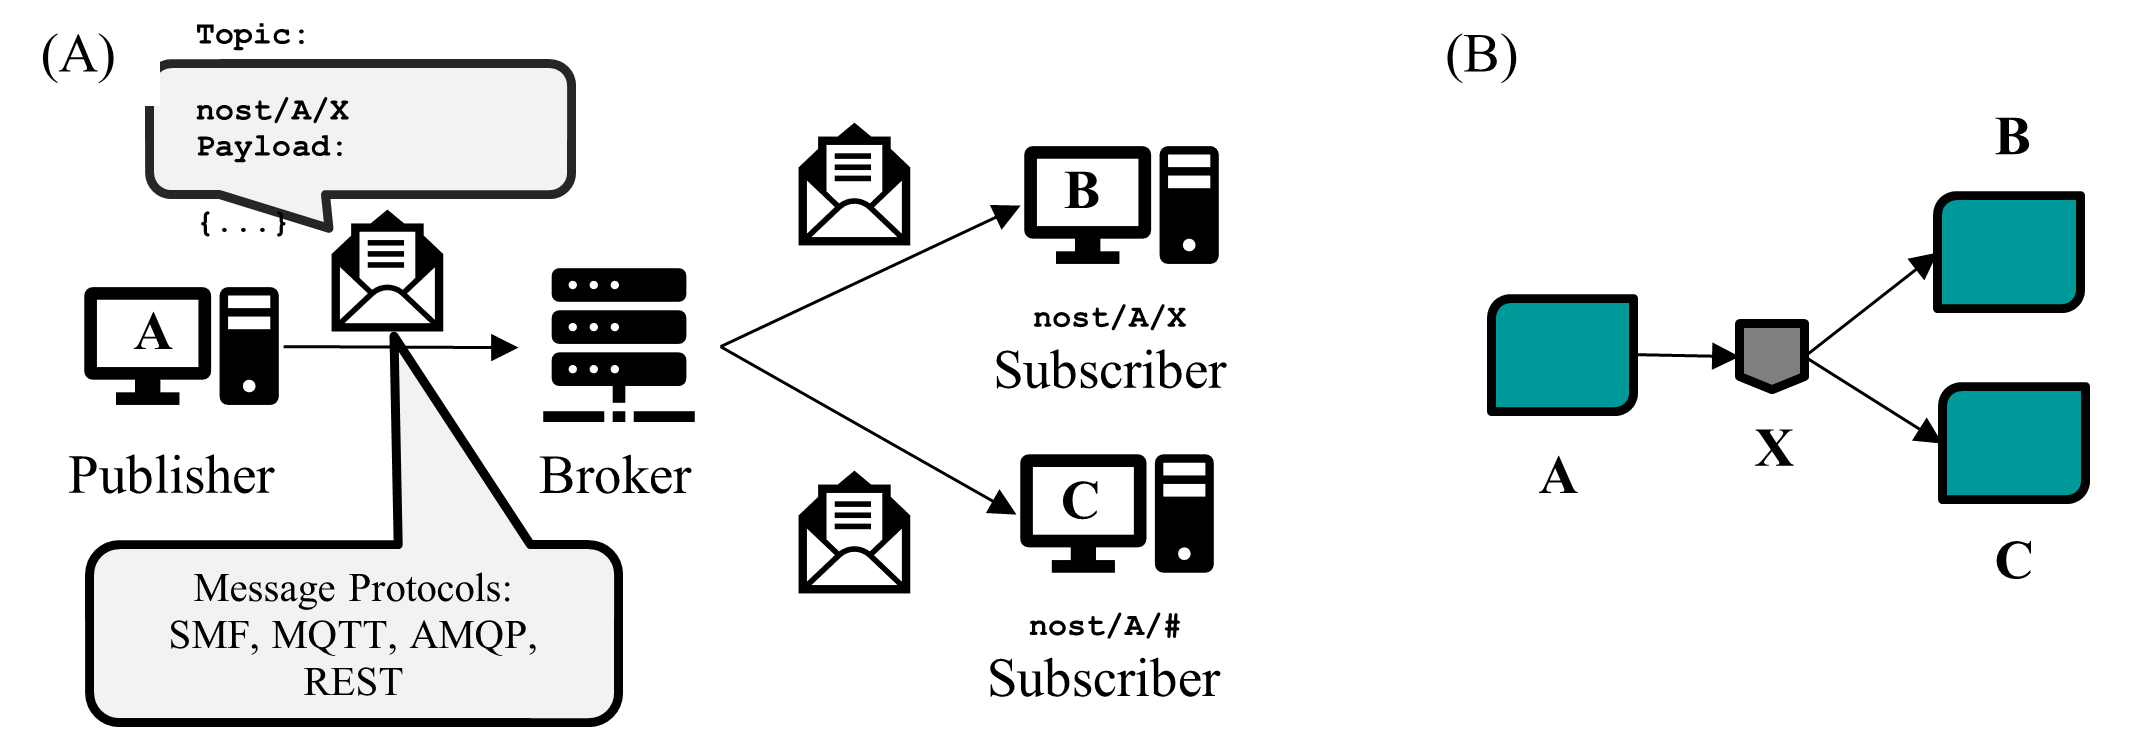 (A)
Topic:
nost/A/X
Payload:
{...}
A
Publisher
Broker
Message Protocols:
SMF, MQTT, AMQP,
REST
B
nost/A/X
Subscriber
C
nost/A/#
Subscriber
(B)
A
X
B
C